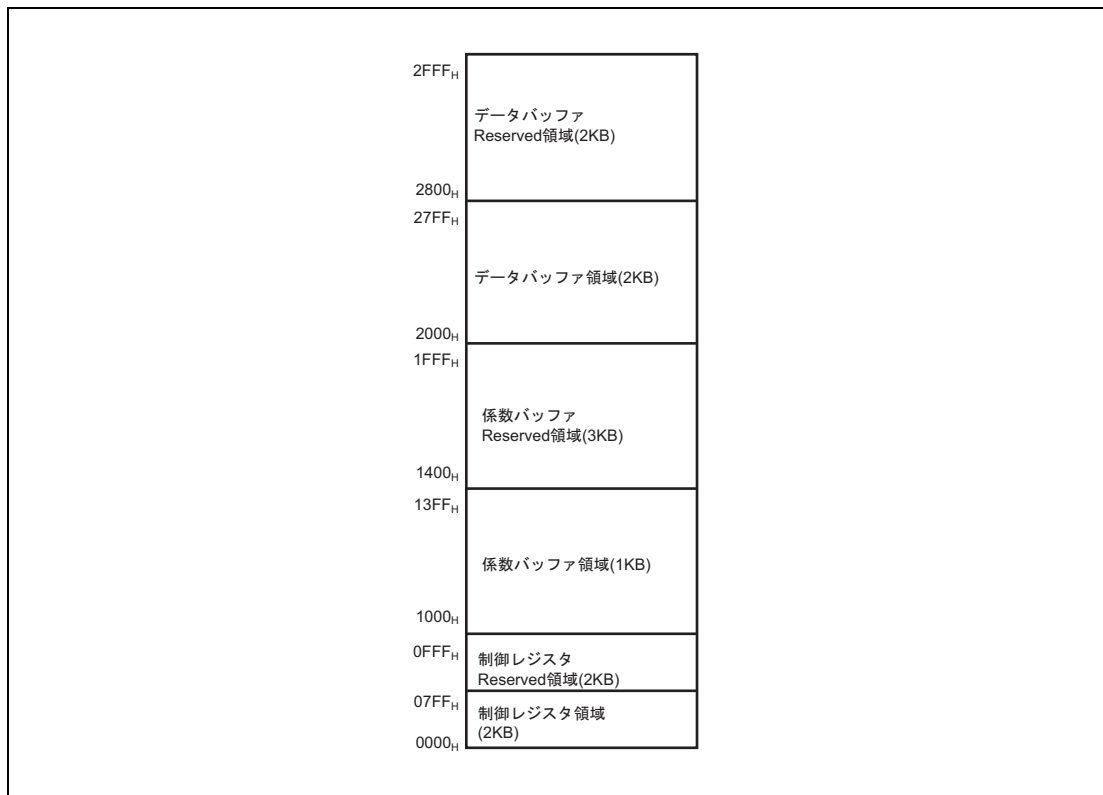 2FFFH
データバッファ
Reserved領域(2KB)
2800H
27FFH
データバッファ領域(2KB)
2000H
1FFFH
係数バッファ
Reserved領域(3KB)
1400H
13FFH
係数バッファ領域(1KB)
1000H
0FFFH
制御レジスタ
Reserved領域(2KB)
07FFH
制御レジスタ領域
(2KB)
0000H